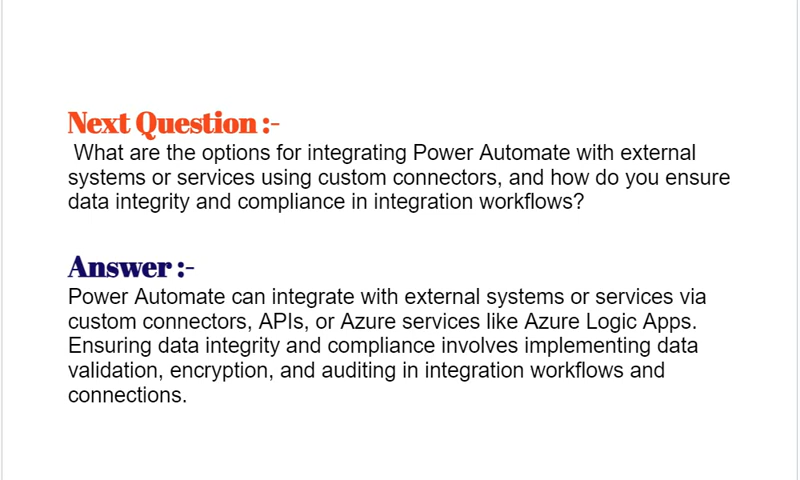 Next Question :-
What are the options for integrating Power Automate with external
systems or services using custom connectors, and how do you ensure
data integrity and compliance in integration workflows?
Answer :-
Power Automate can integrate with external systems or services via
custom connectors, APIs, or Azure services like Azure Logic Apps.
Ensuring data integrity and compliance involves implementing data
validation, encryption, and auditing in integration workflows and
connections.